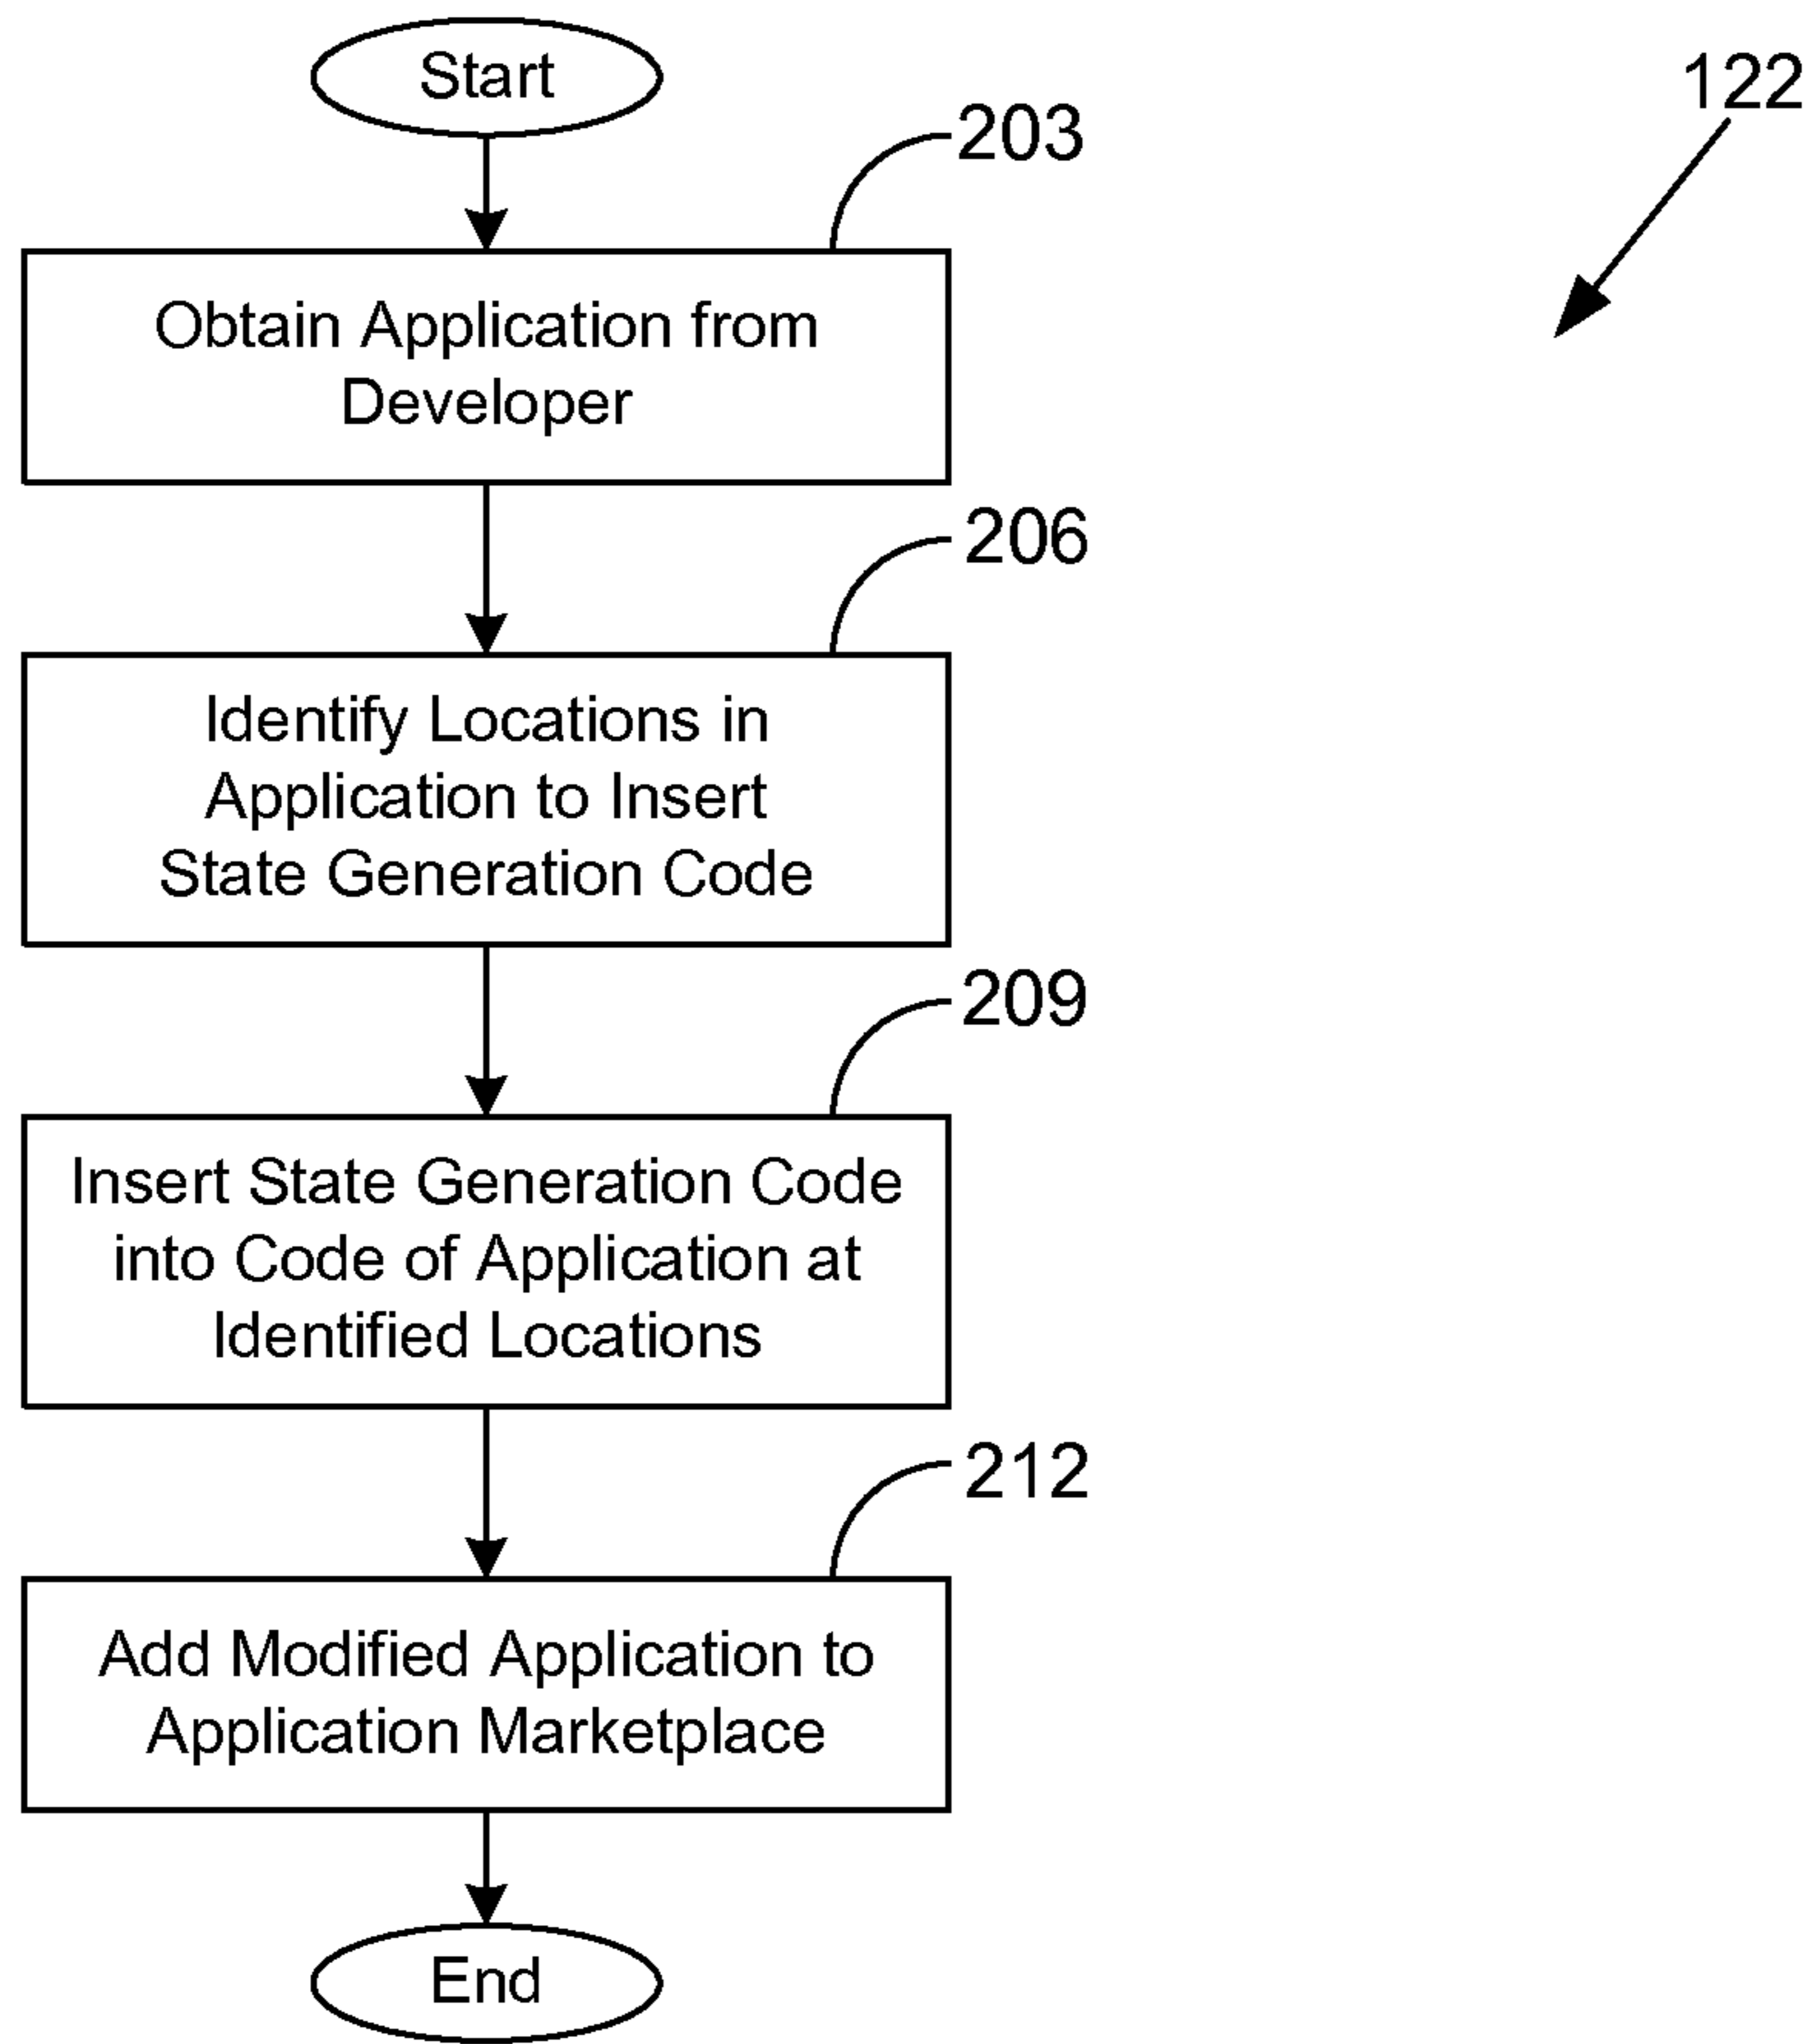 Start
122
203
Obtain Application from
Developer
206
Identify Locations in
Application to Insert
State Generation Code
209
Insert State Generation Code
into Code of Application at
Identified Locations
212
Add Modified Application to
Application Marketplace
End